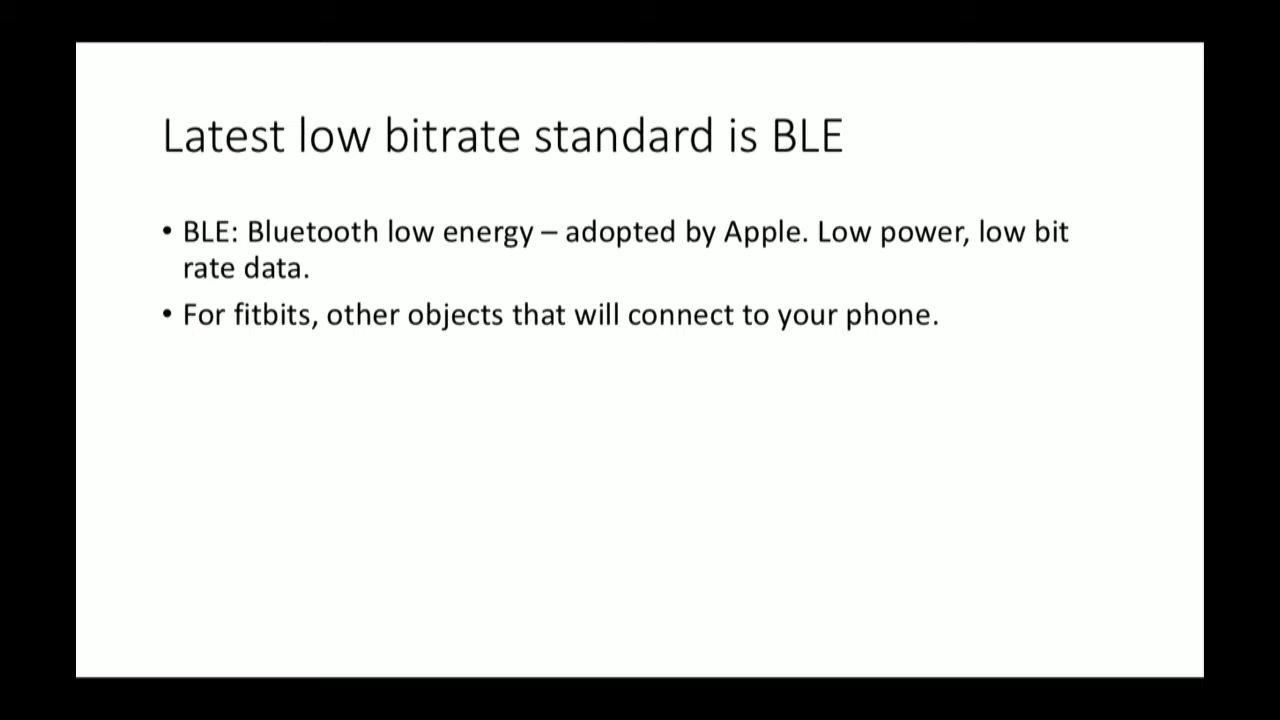 Latest low bitrate standard is BLE
• BLE: Bluetooth low energy – adopted by Apple. Low power, low bit
rate data.
• For fitbits, other objects that will connect to your phone.